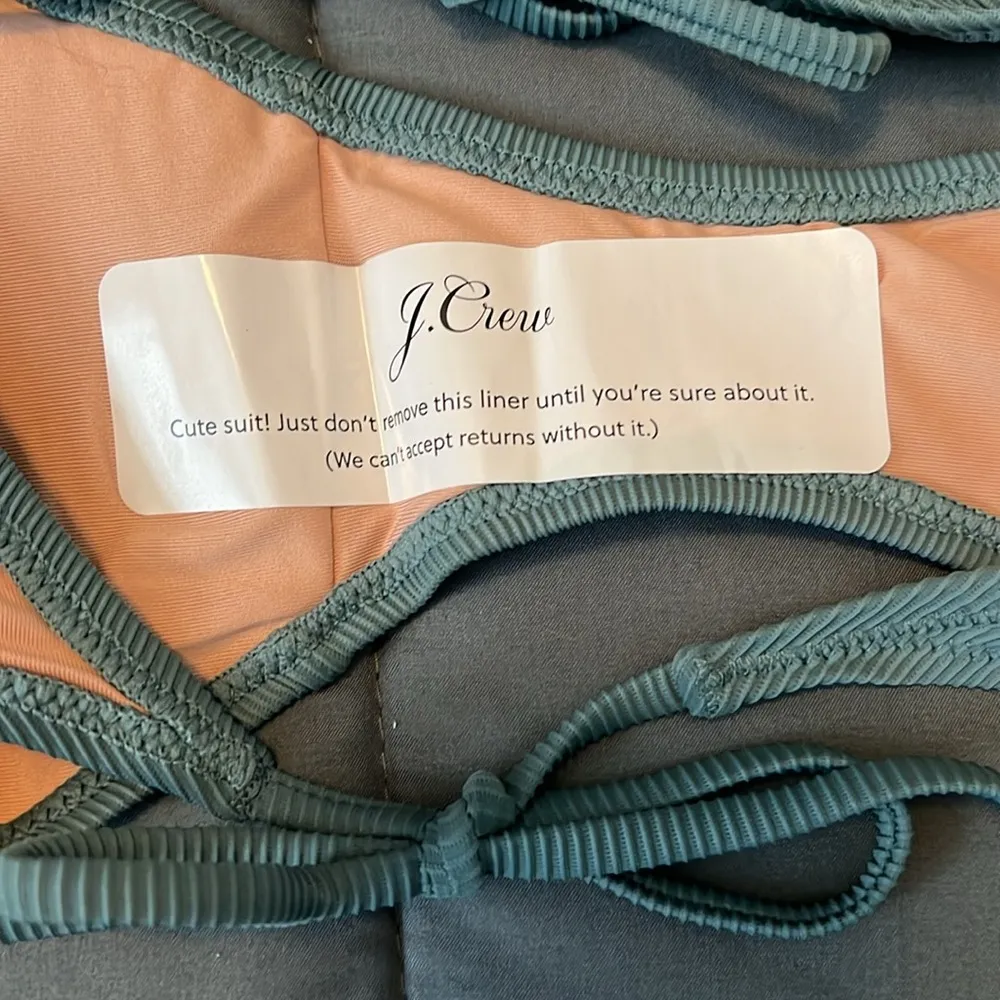 J.Crew
Cute suit! Just don't remove this liner until you're sure about it.
(We can't accept returns without it.)